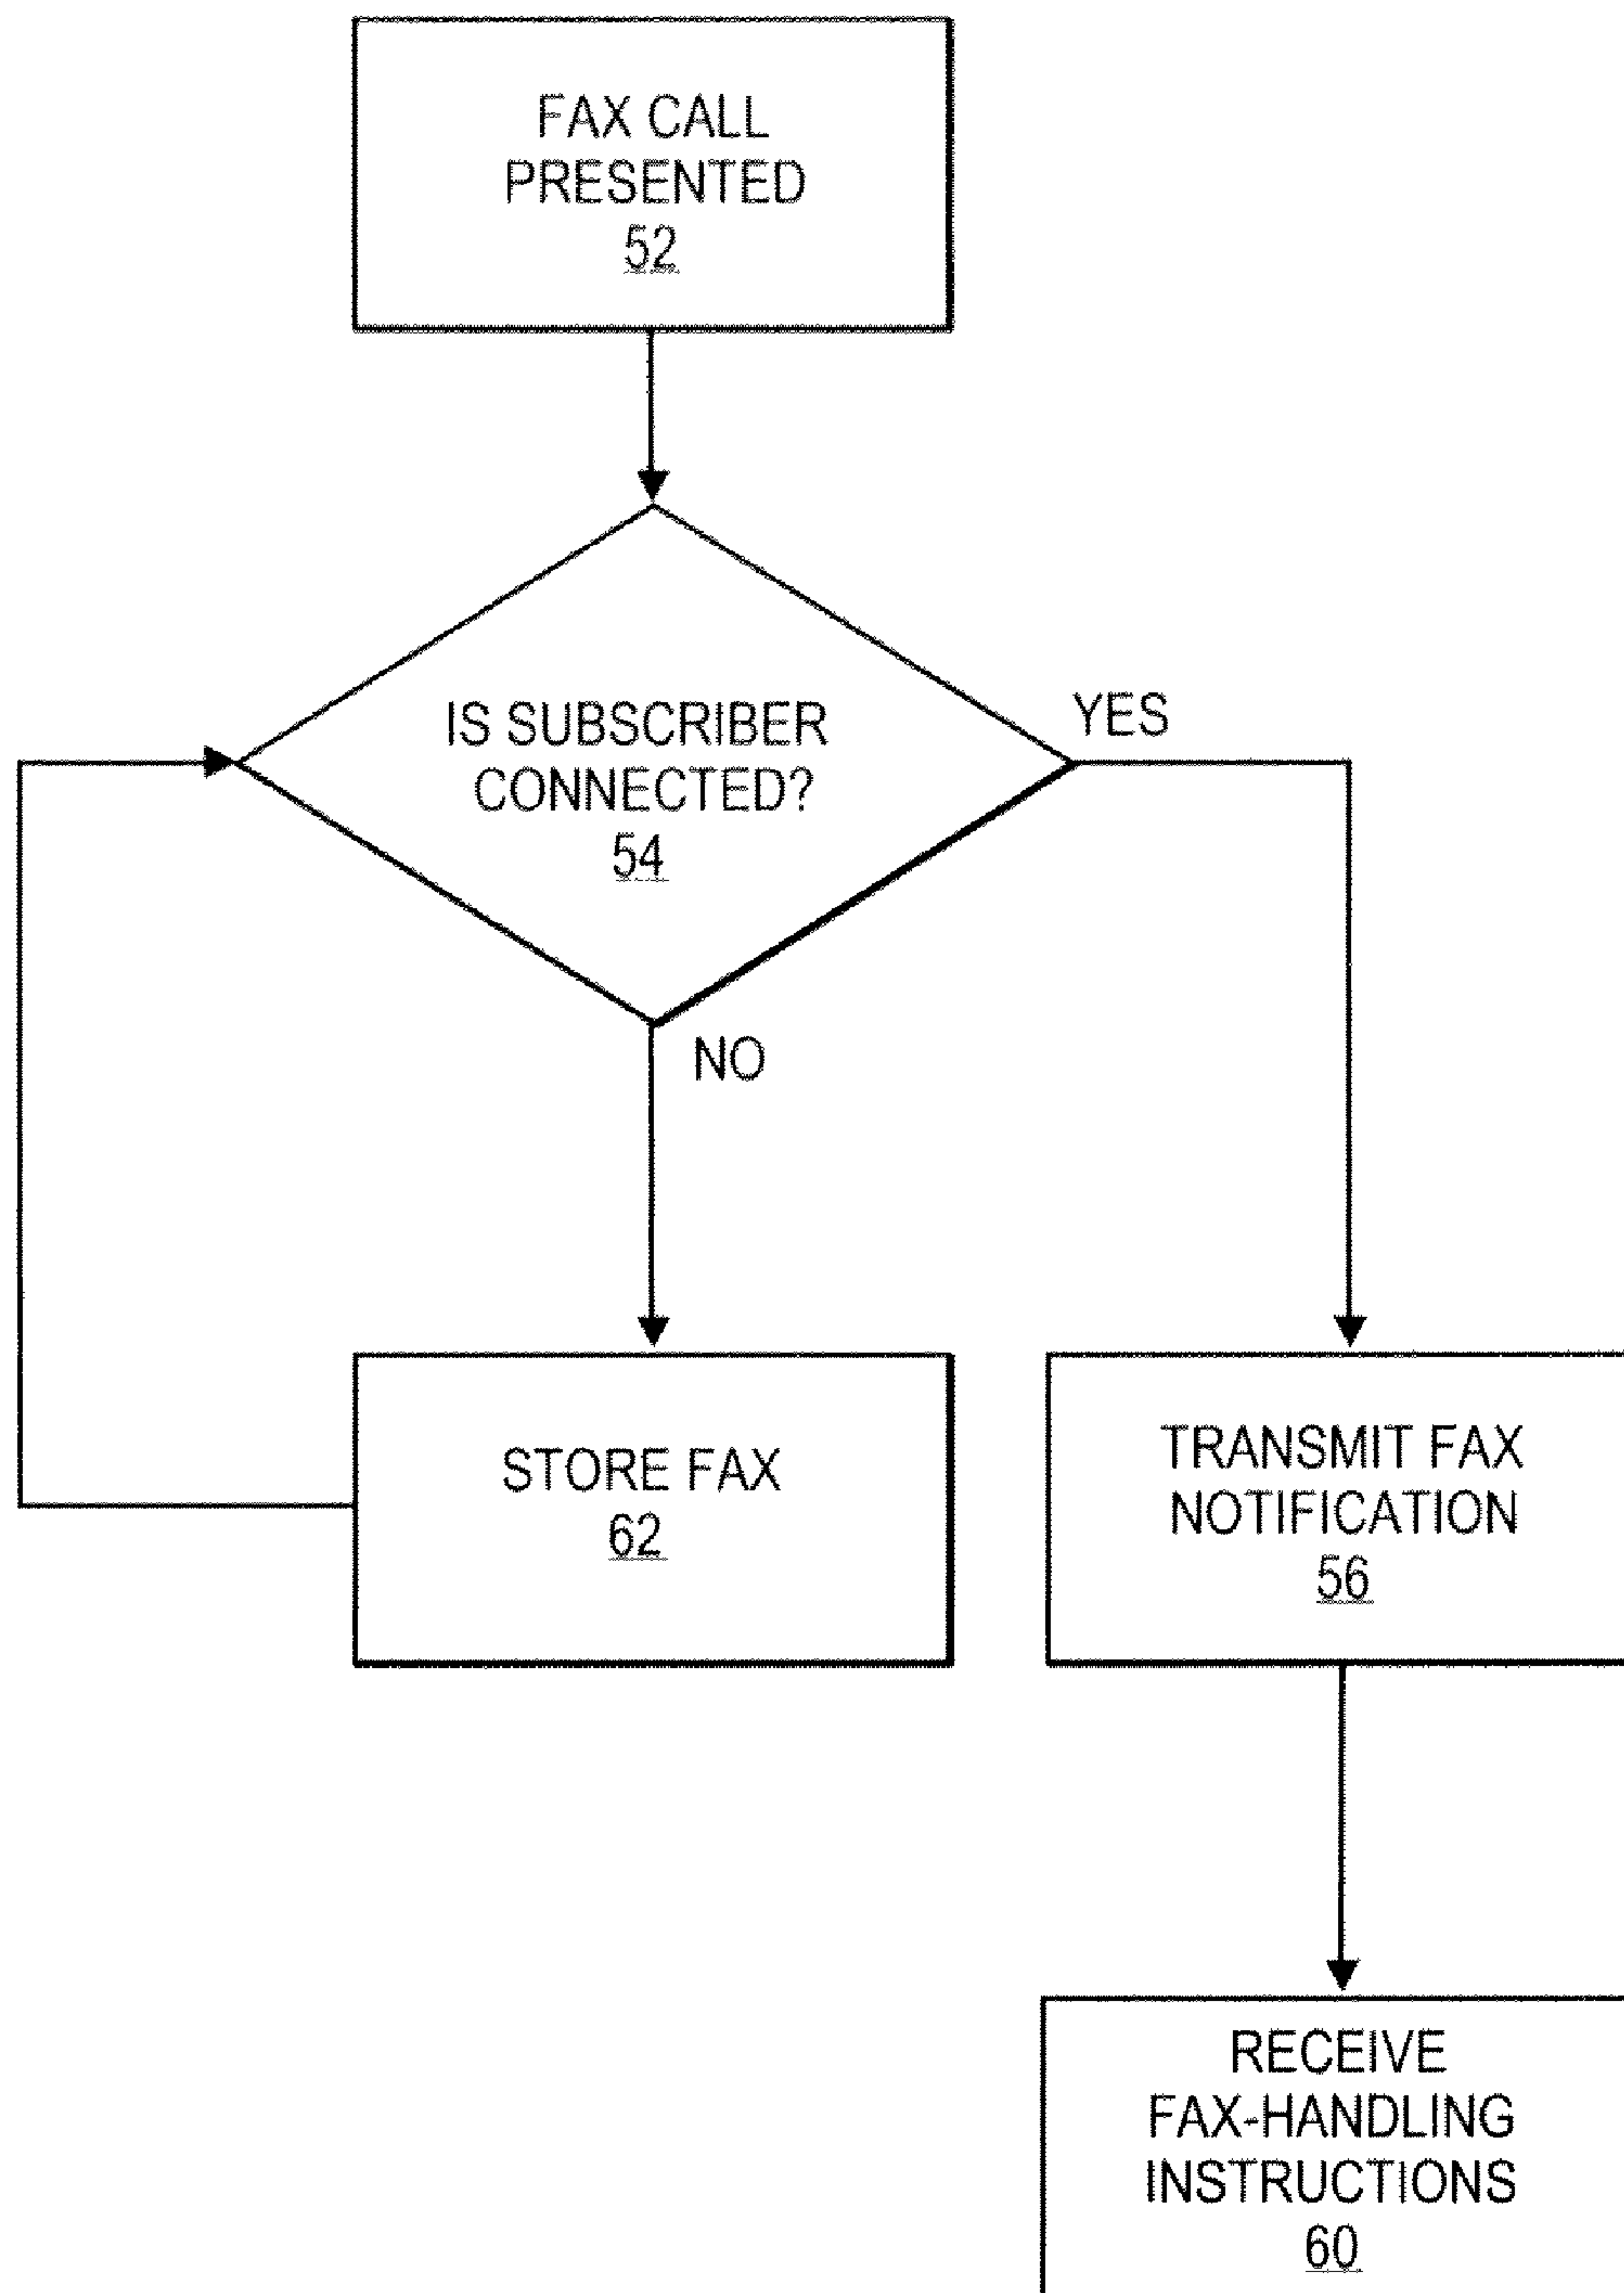 FAX CALL
PRESENTED
52
IS SUBSCRIBER
CONNECTED?
54
YES
NO
STORE FAX
62
TRANSMIT FAX
NOTIFICATION
56
RECEIVE
FAX-HANDLING
INSTRUCTIONS
60